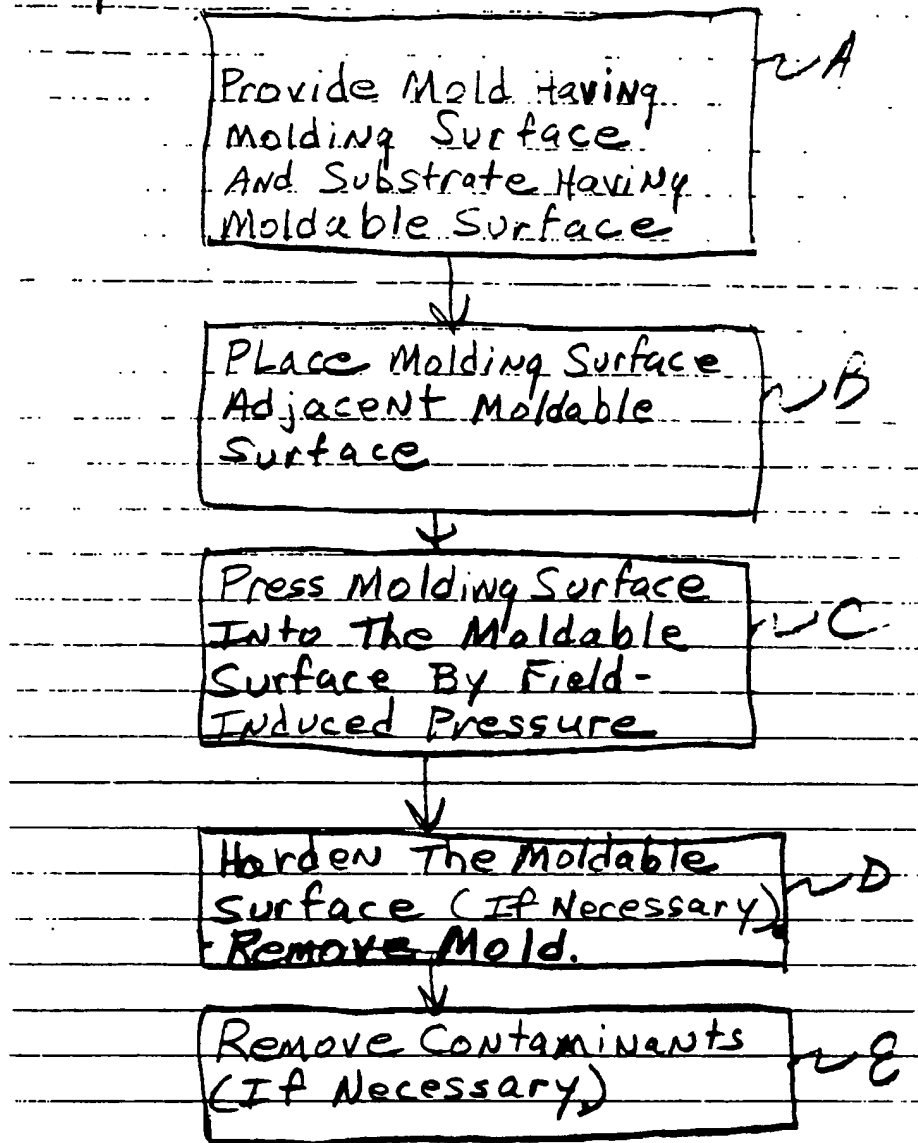 Provide Mold Having
Molding Surface
And Substrate Having
Moldable Surface
A
Place Molding Surface
Adjacent Moldable
Surface
B
Press Molding Surface
Into The Moldable
Surface By Field-
Induced Pressure
C
Harden The Moldable
Surface (If Necessary).
Remove Mold.
D
Remove Contaminants
(If Necessary)
E